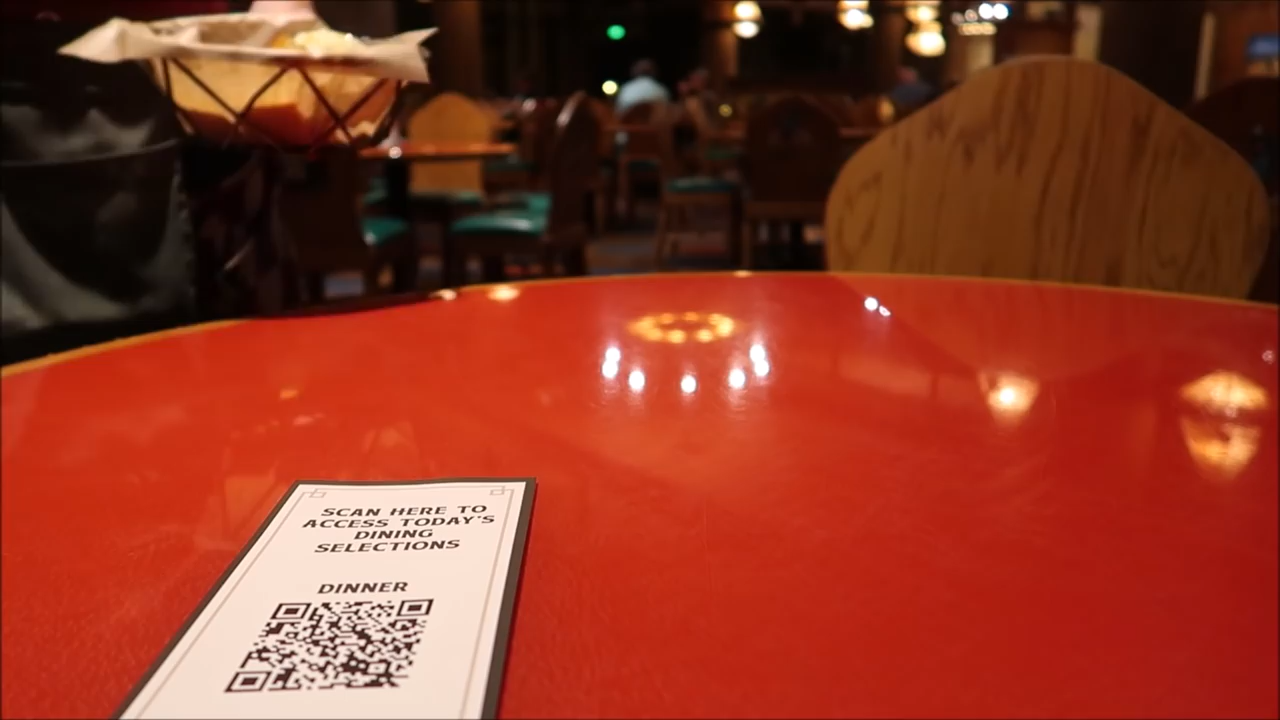 SCAN HERE TO
ACCESS TODAY'S
DINING
SELECTIONS
DINNER